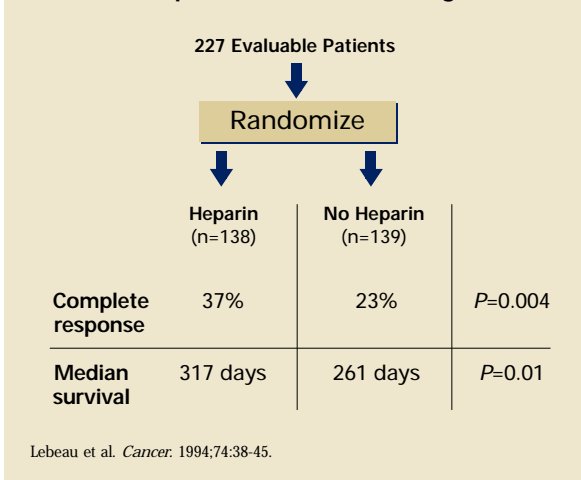 227 Evaluable Patients
Randomize
Heparin
(n=138)
No Heparin
(n=139)
Complete
response
37%
23%
P=0.004
Median
survival
317 days
261 days
P=0.01
Lebeau et al. Cancer. 1994;74:38-45.